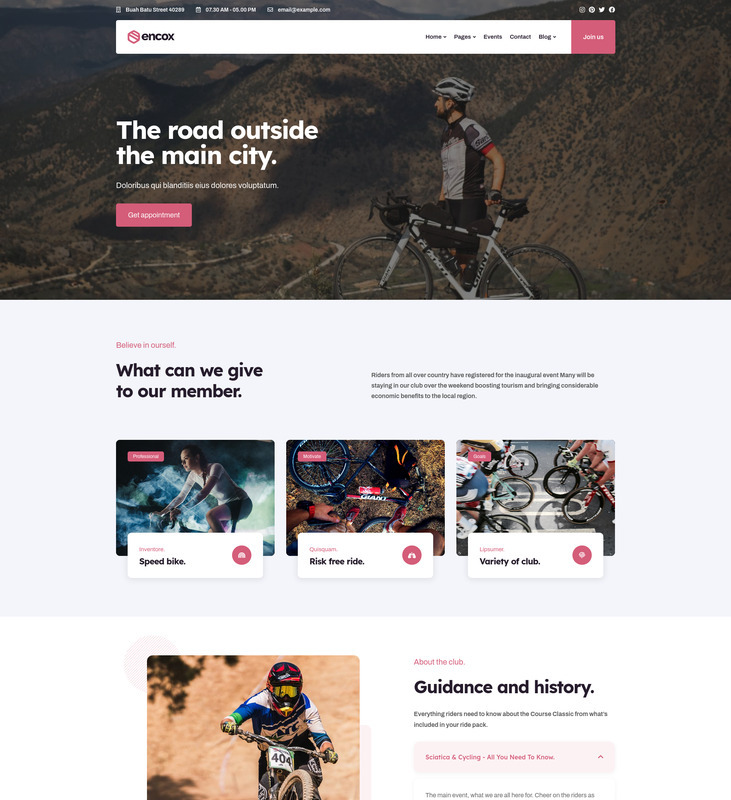 Buah Batu Street 40289
07.30 AM - 05.00 PM
email@example.com
encox
Home
Pages
Events
Contact
Blog
Join us
The road outside
the main city.
Doloribus qui blanditiis eius dolores voluptatum.
Get appointment
Believe in ourself.
What can we give
to our member.
Riders from all over country have registered for the inaugural event Many will be
staying in our club over the weekend boosting tourism and bringing considerable
economic benefits to the local region.
Professional
Motivate
Goals
GIANT
Inventore.
Speed bike.
Quisquam.
Risk free ride.
Lipsumer.
Variety of club.
About the club.
Guidance and history.
Everything riders need to know about the Course Classic from what's
included in your ride pack.
404
Sciatica & Cycling - All You Need To Know.
The main event, what we are all here for. Cheer on the riders as